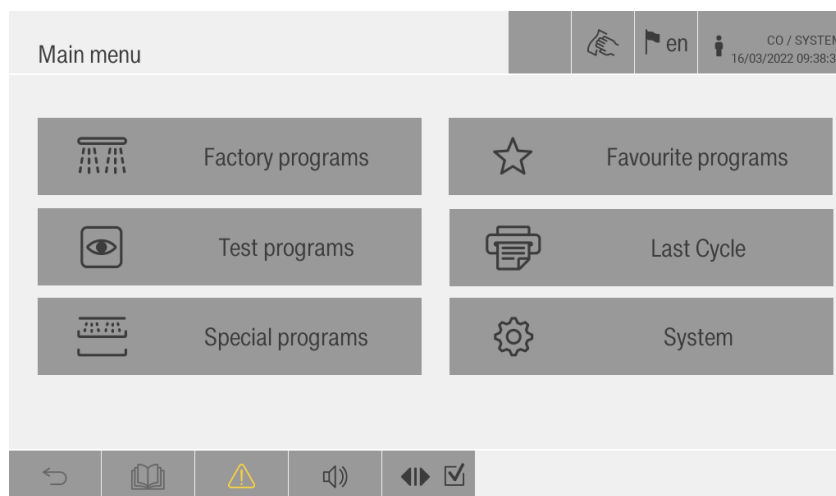 Main menu
en
CO / SYSTEM
16/03/2022 09:38:3
Factory programs
Favourite programs
Test programs
Last Cycle
Special programs
System